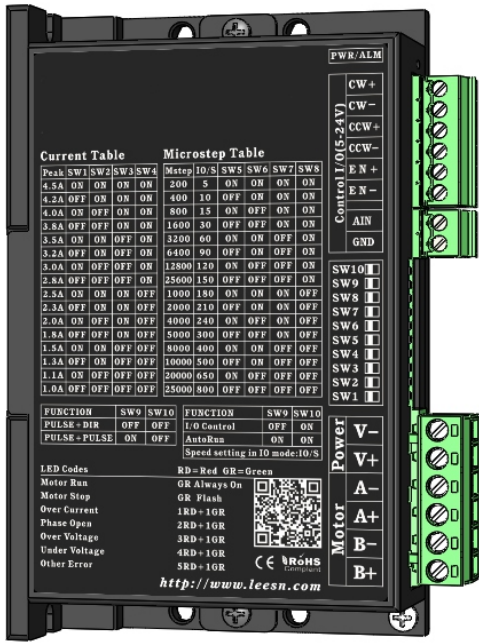 PWR/ALM
Control I/O(5-24V)
CW+
CW-
CCW+
CCW-
EN+
EN-
AIN
GND
Current Table
Peak SW1 SW2 SW3 SW4
4.5A ON ON ON ON
4.2A OFF ON ON ON
4.0A ON OFF ON ON
3.8A OFF OFF ON ON
3.5A ON ON OFF ON
3.2A OFF ON OFF ON
3.0A ON OFF OFF ON
2.8A OFF OFF OFF ON
2.5A ON ON ON OFF
2.3A OFF ON ON OFF
2.0A ON OFF ON OFF
1.8A OFF OFF ON OFF
1.5A ON ON OFF OFF
1.3A OFF ON OFF OFF
1.1A ON OFF OFF OFF
1.0A OFF OFF OFF OFF
Microstep Table
Mstep IO/S SW5 SW6 SW7 SW8
200 5 ON ON ON ON
400 10 OFF ON ON ON
800 15 ON OFF ON ON
1600 30 OFF OFF ON ON
3200 60 ON ON OFF ON
6400 90 OFF ON OFF ON
12800 120 ON OFF OFF ON
25600 150 OFF OFF OFF ON
1000 180 ON ON ON OFF
2000 210 OFF ON ON OFF
4000 240 ON OFF ON OFF
5000 300 OFF OFF ON OFF
8000 400 ON ON OFF OFF
10000 500 OFF ON OFF OFF
20000 650 ON OFF OFF OFF
25000 800 OFF OFF OFF OFF
SW10
SW9
SW8
SW7
SW6
SW5
SW4
SW3
SW2
SW1
FUNCTION SW9 SW10
PULSE+DIR OFF OFF
PULSE+PULSE ON OFF
FUNCTION SW9 SW10
I/O Control OFF ON
AutoRun ON ON
Speed setting in IO mode:IO/S
Power
V-
V+
Motor
A-
A+
B-
B+
LED Codes RD=Red GR=Green
Motor Run GR Always On
Motor Stop GR Flash
Over Current 1RD+1GR
Phase Open 2RD+1GR
Over Voltage 3RD+1GR
Under Voltage 4RD+1GR
Other Error 5RD+1GR
CE RoHS
Compliant
http://www.leesn.com